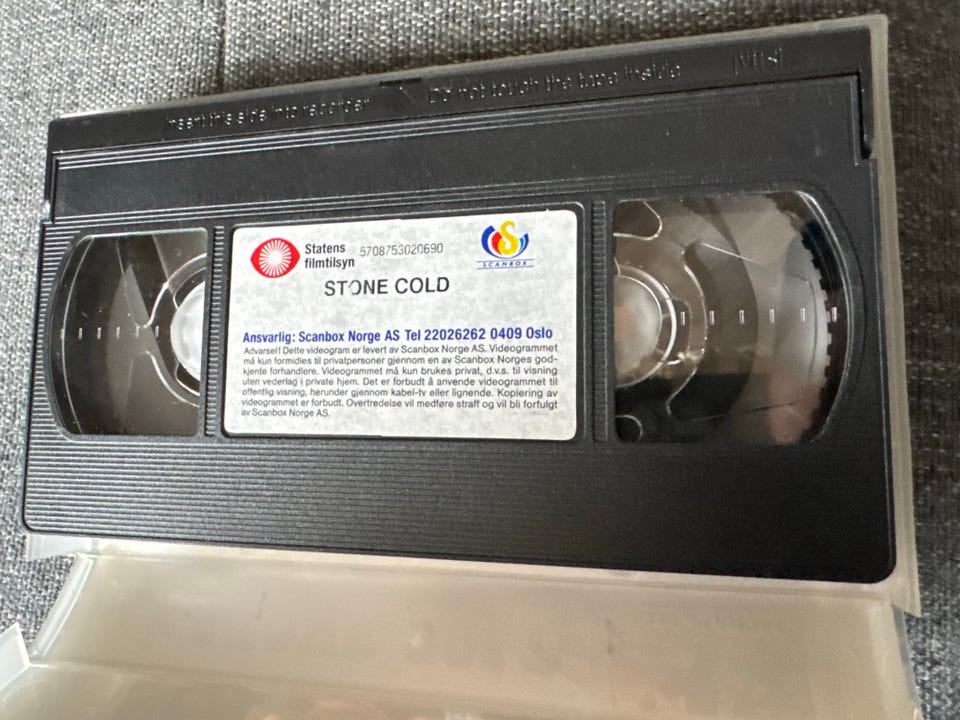 Insert this side into recorder
Do not touch the tape inside
VHS
Statens
filmtilsyn
5708753020690
SCANBOX
STONE COLD
Ansvarlig: Scanbox Norge AS Tel 22026262 0409 Oslo
Advarsel! Dette videogram er levert av Scanbox Norge AS. Videogrammet
må kun formidles til privatpersoner gjennom en av Scanbox Norges god-
kjente forhandlere. Videogrammet må kun brukes privat, d.v.s. til visning
uten vederlag i private hjem. Det er forbudt å anvende videogrammet til
offentlig visning, herunder gjennom kabel-tv eller lignende. Kopiering av
videogrammet er forbudt. Overtredelse vil medføre straff og vil bli forfulgt
av Scanbox Norge AS.